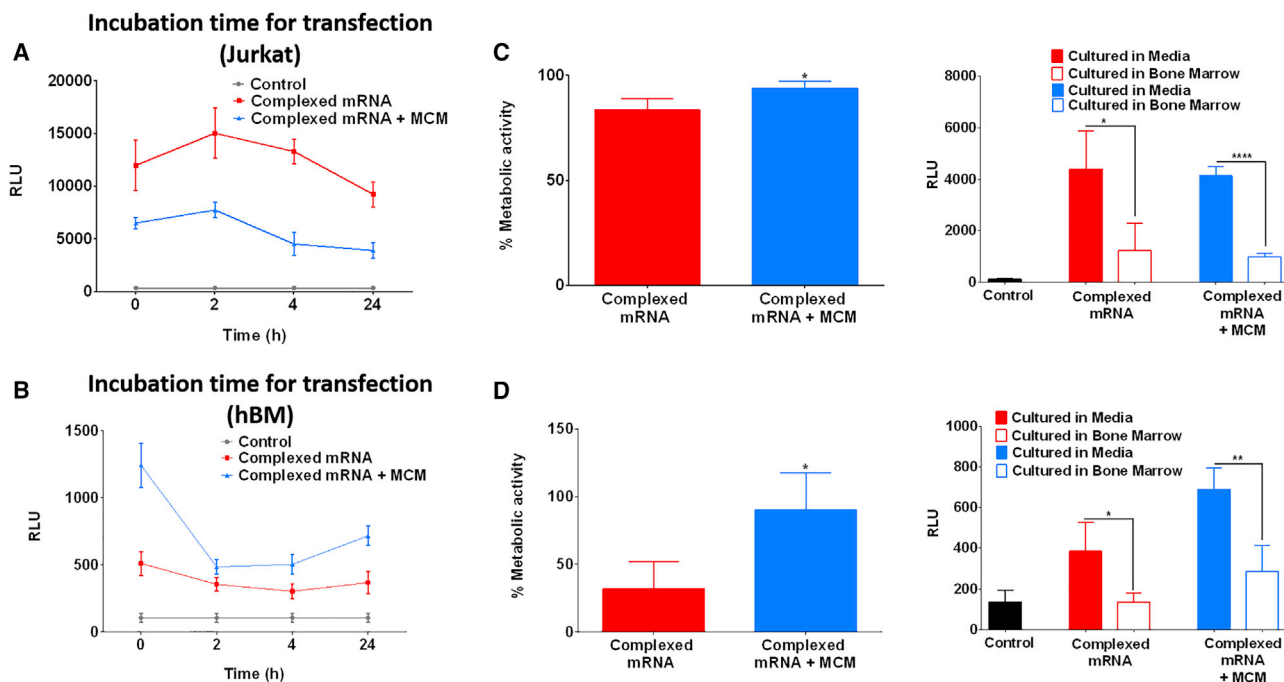 A
Incubation time for transfection
(Jurkat)
Control
Complexed mRNA
Complexed mRNA + MCM
RLU
20000
15000
10000
5000
0
0
2
4
24
Time (h)
B
Incubation time for transfection
(hBM)
Control
Complexed mRNA
Complexed mRNA + MCM
RLU
1500
1000
500
0
0
2
4
24
Time (h)
C
% Metabolic activity
100
50
0
*
Complexed
mRNA
Complexed
mRNA + MCM
Cultured in Media
Cultured in Bone Marrow
Cultured in Media
Cultured in Bone Marrow
RLU
8000
6000
4000
2000
0
*
****
Control
Complexed
mRNA
Complexed
mRNA
+ MCM
D
% Metabolic activity
150
100
50
0
*
Complexed
mRNA
Complexed
mRNA + MCM
Cultured in Media
Cultured in Bone Marrow
Cultured in Media
Cultured in Bone Marrow
RLU
1000
800
600
400
200
0
*
**
Control
Complexed
mRNA
Complexed
mRNA
+ MCM